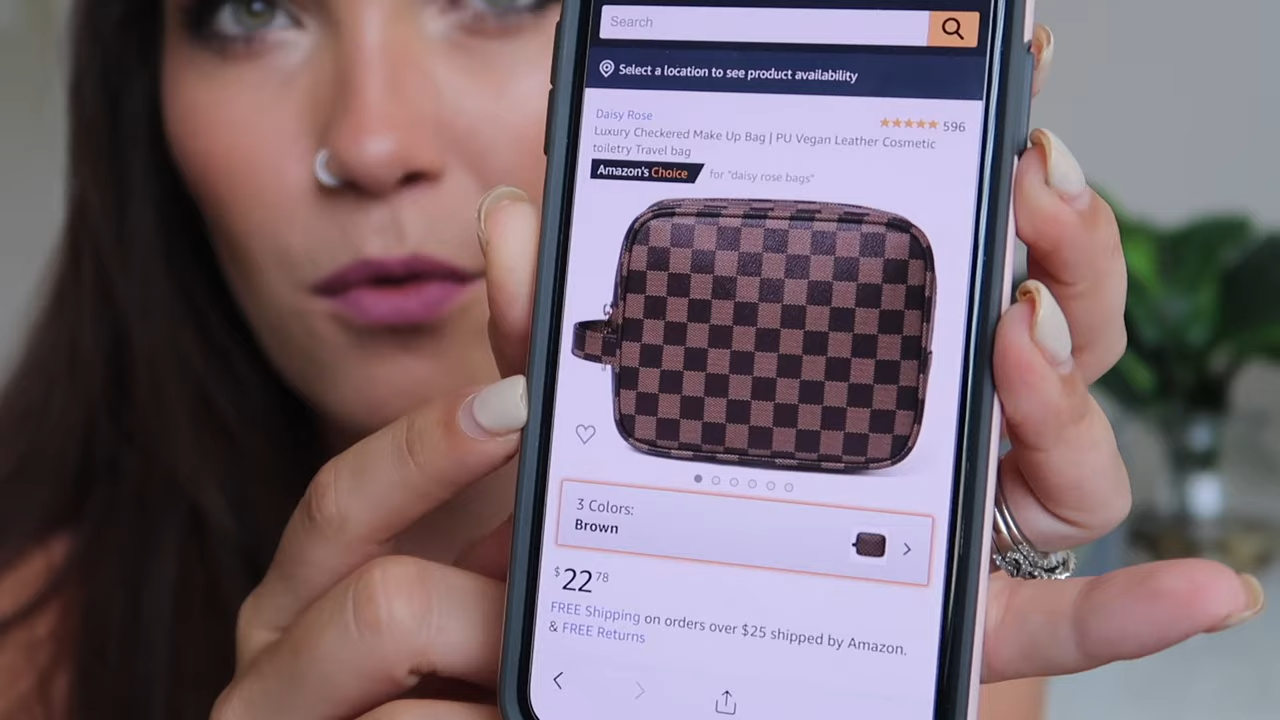 Search
Select a location to see product availability
Daisy Rose
596
Luxury Checkered Make Up Bag | PU Vegan Leather Cosmetic
toiletry Travel bag
Amazon's Choice for "daisy rose bags"
3 Colors:
Brown
$22 78
FREE Shipping on orders over $25 shipped by Amazon.
& FREE Returns